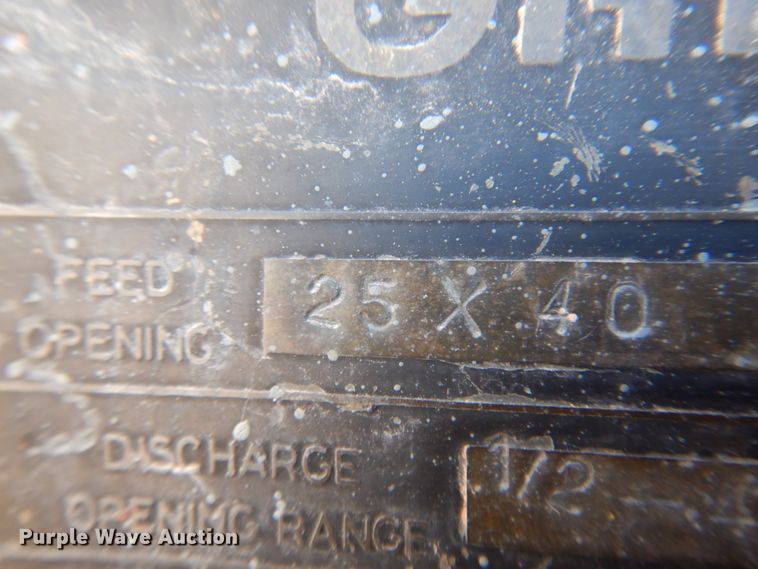 FEED
OPENING 25 X 40
DISCHARGE
OPENING RANGE 1/2
Purple Wave Auction